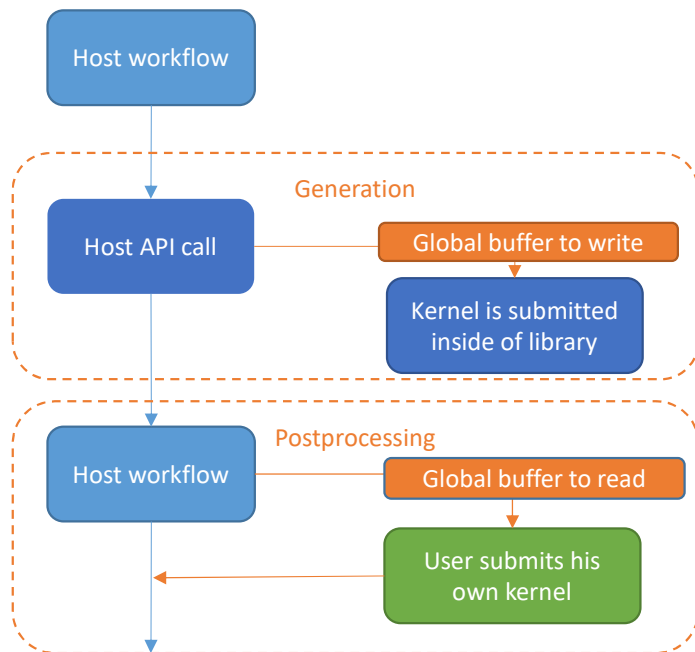 Host workflow
Generation
Host API call
Global buffer to write
Kernel is submitted
inside of library
Postprocessing
Host workflow
Global buffer to read
User submits his
own kernel